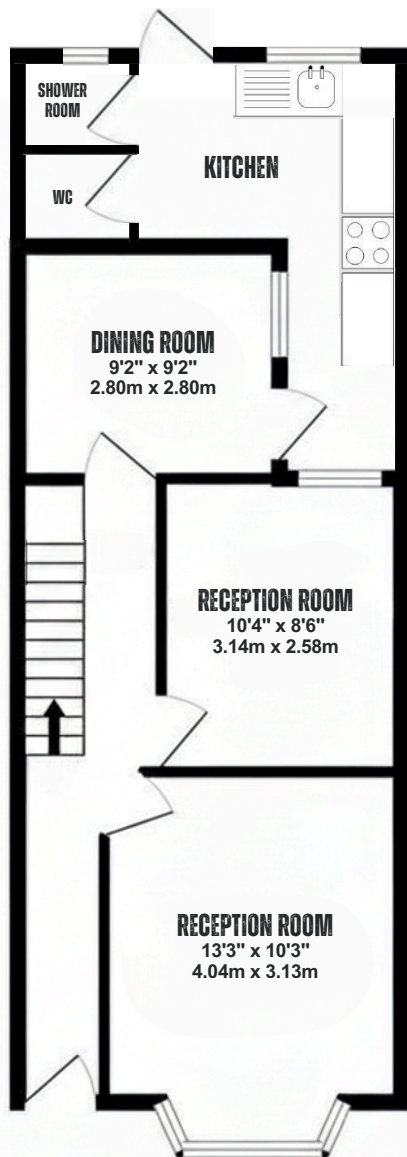 SHOWER
ROOM
KITCHEN
WC
DINING ROOM
9'2" x 9'2"
2.80m x 2.80m
RECEPTION ROOM
10'4" x 8'6"
3.14m x 2.58m
RECEPTION ROOM
13'3" x 10'3"
4.04m x 3.13m